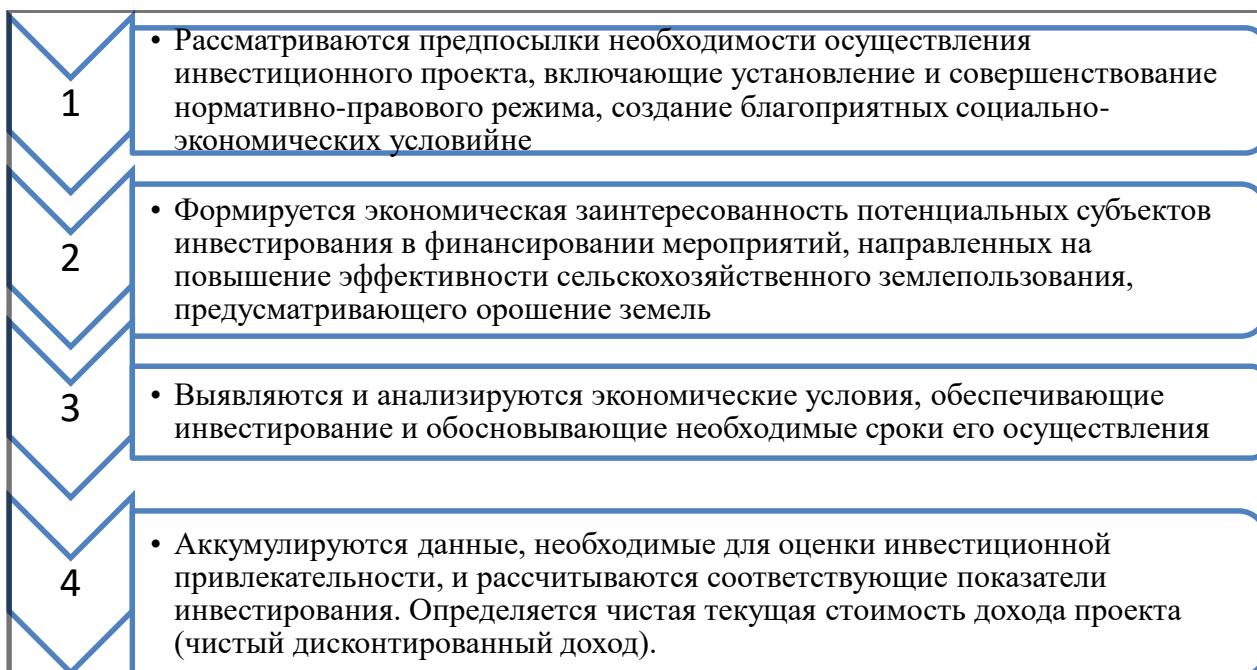 1
• Рассматриваются предпосылки необходимости осуществления
инвестиционного проекта, включающие установление и совершенствование
нормативно-правового режима, создание благоприятных социально-
экономических условийне
2
• Формируется экономическая заинтересованность потенциальных субъектов
инвестирования в финансировании мероприятий, направленных на
повышение эффективности сельскохозяйственного землепользования,
предусматривающего орошение земель
3
• Выявляются и анализируются экономические условия, обеспечивающие
инвестирование и обосновывающие необходимые сроки его осуществления
4
• Аккумулируются данные, необходимые для оценки инвестиционной
привлекательности, и рассчитываются соответствующие показатели
инвестирования. Определяется чистая текущая стоимость дохода проекта
(чистый дисконтированный доход).